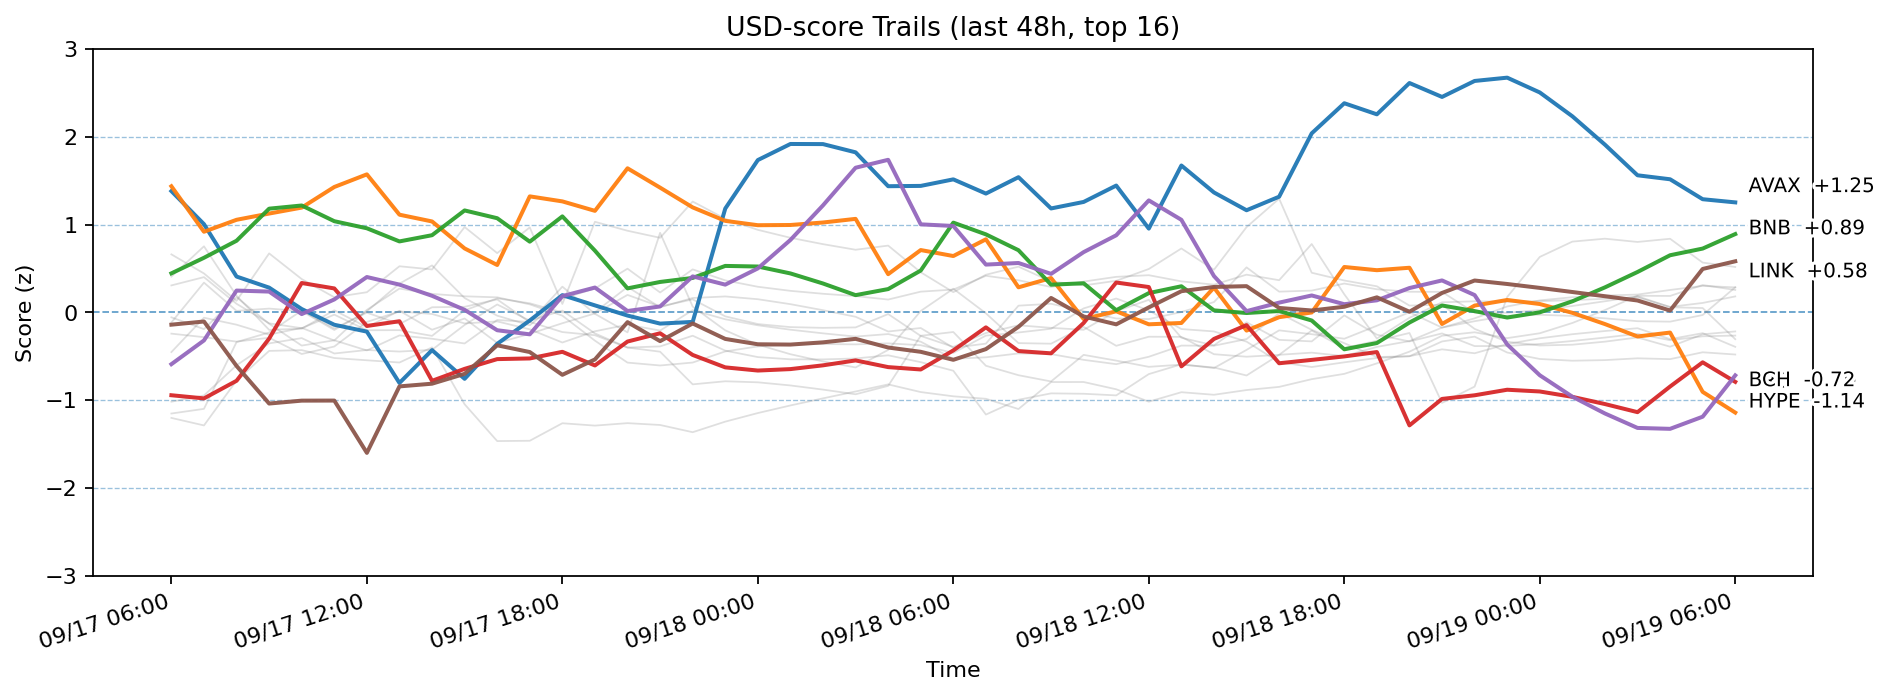 USD-score Trails (last 48h, top 16)
3
2
1
0
−1
−2
−3
Score (z)
AVAX +1.25
BNB +0.89
LINK +0.58
BCH -0.72
HYPE -1.14
09/17 06:00
09/17 12:00
09/17 18:00
09/18 00:00
09/18 06:00
09/18 12:00
09/18 18:00
09/19 00:00
09/19 06:00
Time